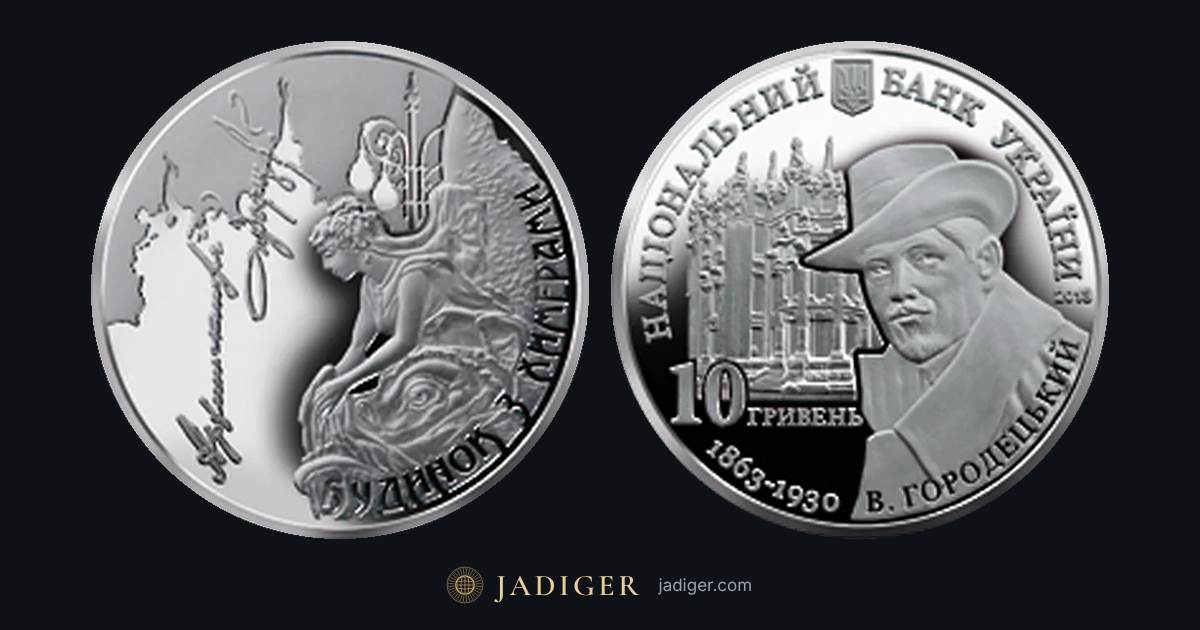 БУДИНОК З ХИМЕРАМИ
НАЦІОНАЛЬНИЙ БАНК УКРАЇНИ
2018
10
ГРИВЕНЬ
1863-1930
В. ГОРОДЕЦЬКИЙ
JADIGER
jadiger.com